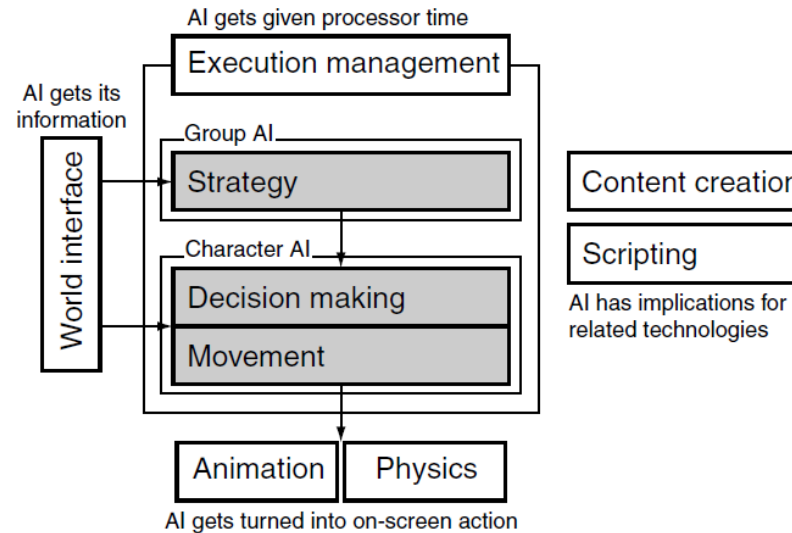 AI gets given processor time
Execution management
AI gets its
information
World interface
Group AI
Strategy
Character AI
Decision making
Movement
Animation
Physics
AI gets turned into on-screen action
Content creation
Scripting
AI has implications for
related technologies